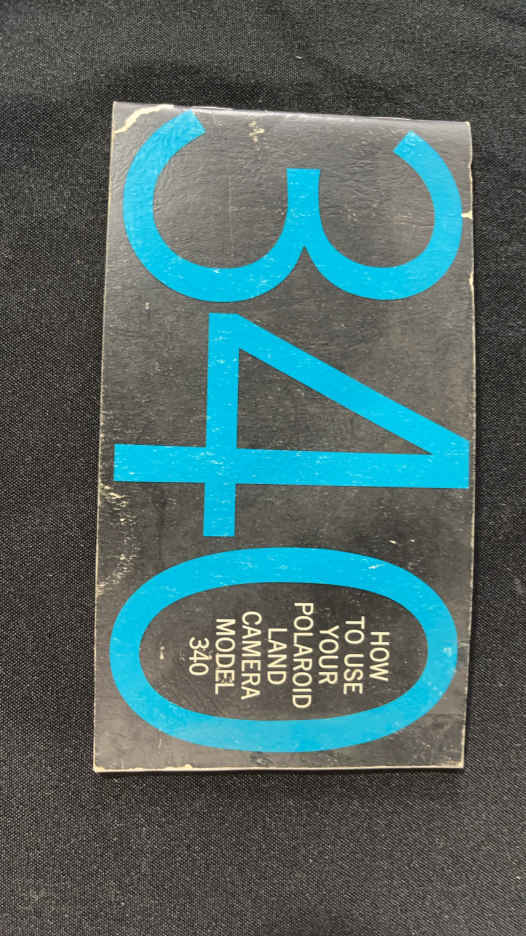 340
HOW
TO USE
YOUR
POLAROID
LAND
CAMERA
MODEL
340